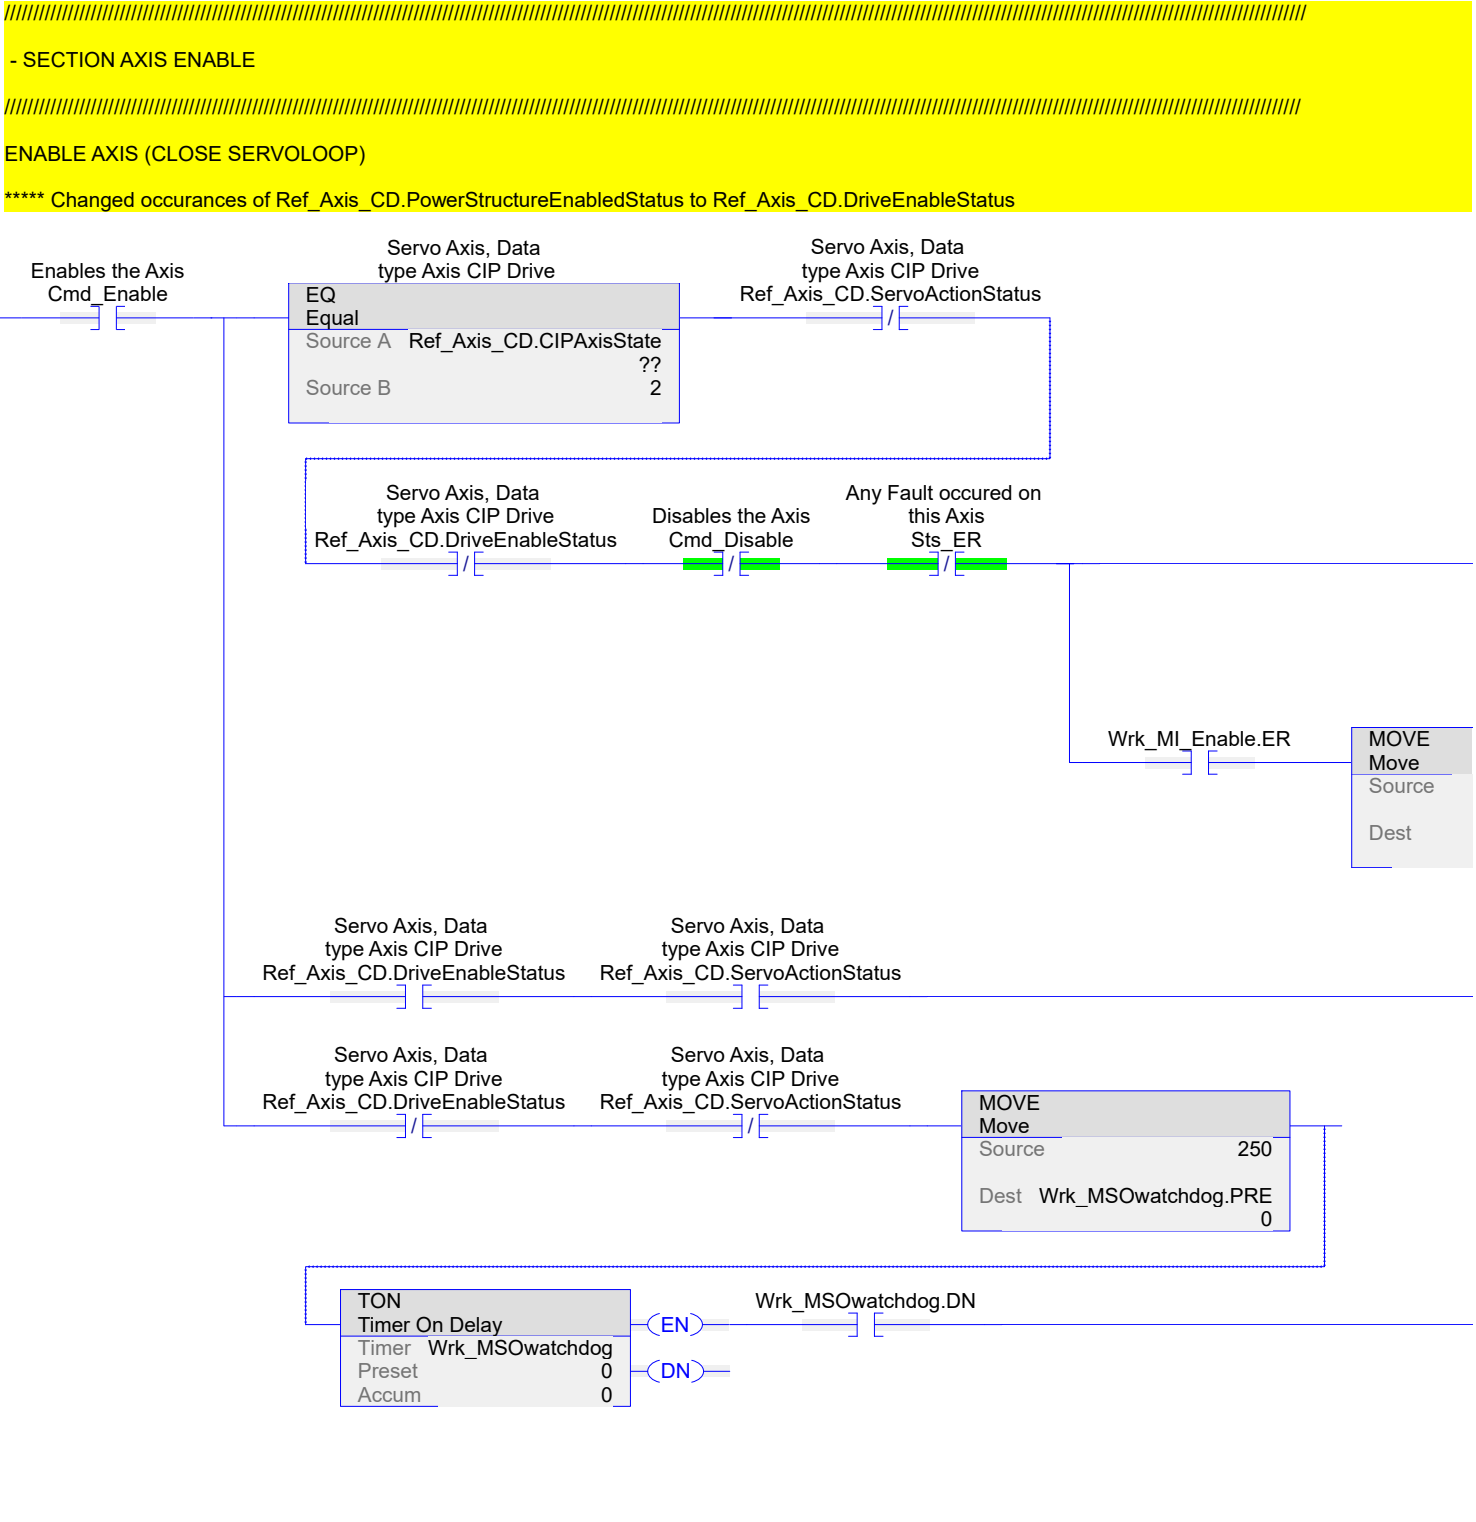 ////////////////////////////////////////////////////////////////////////////////////////////////////////////////////////////////////////////////////////////////////////////////////////////////////////////////////////////////////
- SECTION AXIS ENABLE
///////////////////////////////////////////////////////////////////////////////////////////////////////////////////////////////////////////////////////////////////////////////////////////////////////////////////////////////////
ENABLE AXIS (CLOSE SERVOLOOP)
***** Changed occurances of Ref_Axis_CD.PowerStructureEnabledStatus to Ref_Axis_CD.DriveEnableStatus
Enables the Axis
Cmd_Enable
Servo Axis, Data
type Axis CIP Drive
EQ
Equal
Source A Ref_Axis_CD.CIPAxisState
??
Source B 2
Servo Axis, Data
type Axis CIP Drive
Ref_Axis_CD.ServoActionStatus
/
Servo Axis, Data
type Axis CIP Drive
Ref_Axis_CD.DriveEnableStatus
/
Disables the Axis
Cmd_Disable
/
Any Fault occured on
this Axis
Sts_ER
/
Wrk_MI_Enable.ER
MOVE
Move
Source
Dest
Servo Axis, Data
type Axis CIP Drive
Ref_Axis_CD.DriveEnableStatus
Servo Axis, Data
type Axis CIP Drive
Ref_Axis_CD.ServoActionStatus
Servo Axis, Data
type Axis CIP Drive
Ref_Axis_CD.DriveEnableStatus
/
Servo Axis, Data
type Axis CIP Drive
Ref_Axis_CD.ServoActionStatus
/
MOVE
Move
Source 250
Dest Wrk_MSOwatchdog.PRE
0
TON
Timer On Delay
Timer Wrk_MSOwatchdog
Preset 0
Accum 0
EN
DN
Wrk_MSOwatchdog.DN